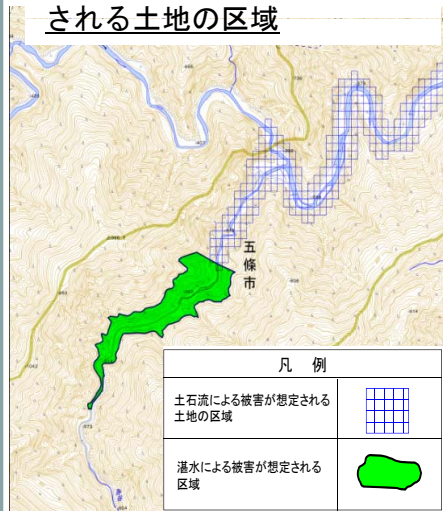 される土地の区域
五條市
凡 例
土石流による被害が想定される
土地の区域
湛水による被害が想定される
区域